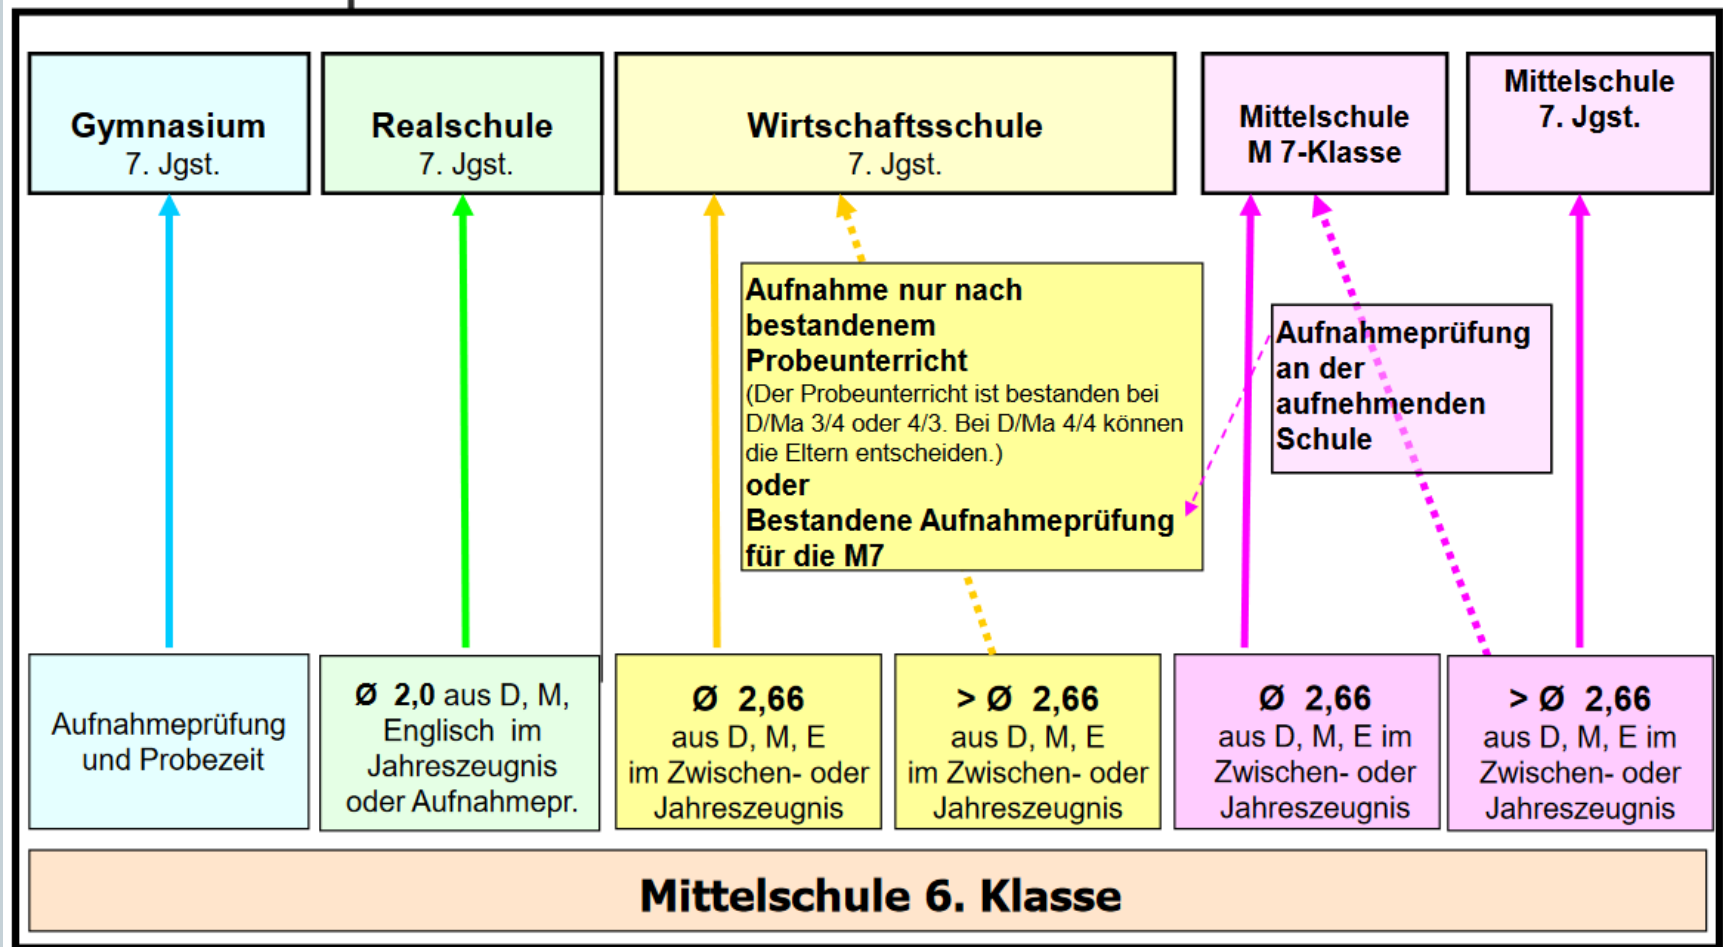 Gymnasium
7. Jgst.
Realschule
7. Jgst.
Wirtschaftsschule
7. Jgst.
Mittelschule
M 7-Klasse
Mittelschule
7. Jgst.
Aufnahme nur nach
bestandenem
Probeunterricht
(Der Probeunterricht ist bestanden bei
D/Ma 3/4 oder 4/3. Bei D/Ma 4/4 können
die Eltern entscheiden.)
oder
Bestandene Aufnahmeprüfung
für die M7
Aufnahmeprüfung
an der
aufnehmenden
Schule
Aufnahmeprüfung
und Probezeit
Ø 2,0 aus D, M,
Englisch im
Jahreszeugnis
oder Aufnahmepr.
Ø 2,66
aus D, M, E
im Zwischen- oder
Jahreszeugnis
> Ø 2,66
aus D, M, E
im Zwischen- oder
Jahreszeugnis
Ø 2,66
aus D, M, E im
Zwischen- oder
Jahreszeugnis
> Ø 2,66
aus D, M, E im
Zwischen- oder
Jahreszeugnis
Mittelschule 6. Klasse